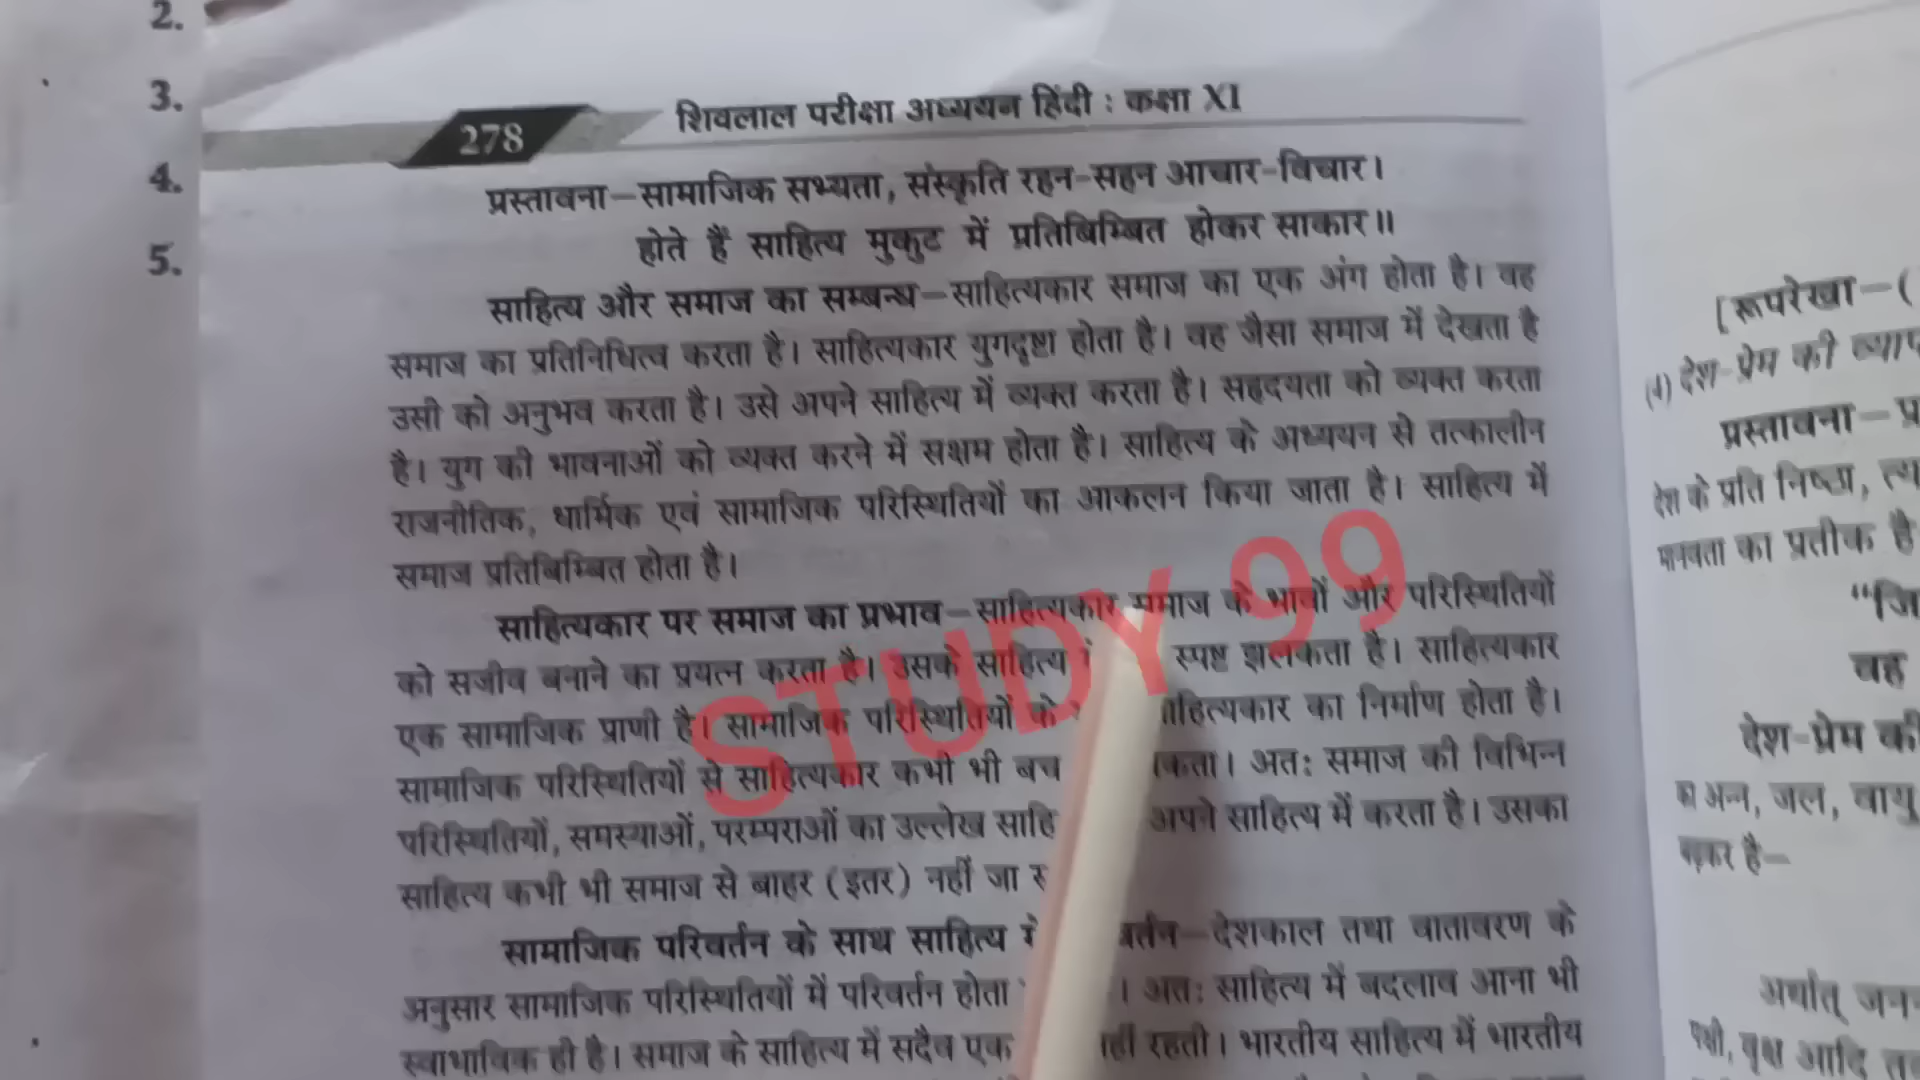 2.
3.
4.
5.
278
शिवलाल परीक्षा अध्ययन हिंदी : कक्षा XI
प्रस्तावना–सामाजिक सभ्यता, संस्कृति रहन-सहन आचार-विचार।
होते हैं साहित्य मुकुट में प्रतिबिम्बित होकर साकार॥
साहित्य और समाज का सम्बन्ध–साहित्यकार समाज का एक अंग होता है। वह
समाज का प्रतिनिधित्व करता है। साहित्यकार युगदृष्टा होता है। वह जैसा समाज में देखता है
उसी को अनुभव करता है। उसे अपने साहित्य में व्यक्त करता है। सहृदयता को व्यक्त करता
है। युग की भावनाओं को व्यक्त करने में सक्षम होता है। साहित्य के अध्ययन से तत्कालीन
राजनीतिक, धार्मिक एवं सामाजिक परिस्थितियों का आकलन किया जाता है। साहित्य में
समाज प्रतिबिम्बित होता है।
साहित्यकार पर समाज का प्रभाव–साहित्यकार समाज के भावों और परिस्थितियों
को सजीव बनाने का प्रयत्न करता है। उसके साहित्य स्पष्ट झलकता है। साहित्यकार
एक सामाजिक प्राणी है। सामाजिक परिस्थितियों के साहित्यकार का निर्माण होता है।
सामाजिक परिस्थितियों से साहित्यकार कभी भी बच अतः समाज की विभिन्न
परिस्थितियों, समस्याओं, परम्पराओं का उल्लेख अपने साहित्य में करता है। उसका
साहित्य कभी भी समाज से बाहर (इतर) नहीं जा
सामाजिक परिवर्तन के साथ साहित्य –देशकाल तथा वातावरण के
अनुसार सामाजिक परिस्थितियों में परिवर्तन होता । अतः साहित्य में बदलाव आना भी
स्वाभाविक ही है। समाज के साहित्य में सदैव एक रहती। भारतीय साहित्य में भारतीय
STUDY 99
[रूपरेखा–(
(4) देश-प्रेम की
प्रस्तावना–
देश के प्रति निष्ठा,
मानवता का प्रतीक है
वह
देश-प्रेम की
का अन्न, जल, वायु
बढ़कर है–
अर्थात्
पक्षी, वृक्ष आदि